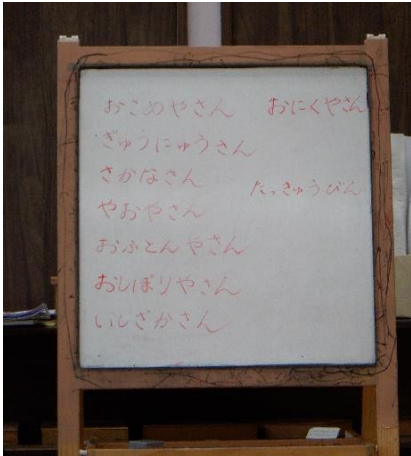 おこめやさん
ぎゅうにゅうさん
さかなさん
やおやさん
おふとんやさん
おしぼりやさん
いしざかさん
おにくやさん
たっきゅうびん